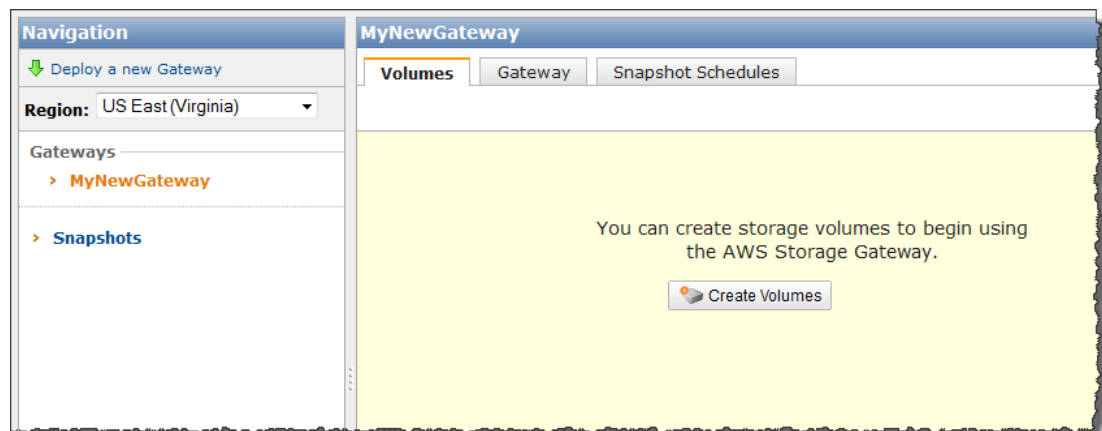 Navigation
Deploy a new Gateway
Region: US East (Virginia)
Gateways
MyNewGateway
Snapshots
MyNewGateway
Volumes Gateway Snapshot Schedules
You can create storage volumes to begin using
the AWS Storage Gateway.
Create Volumes